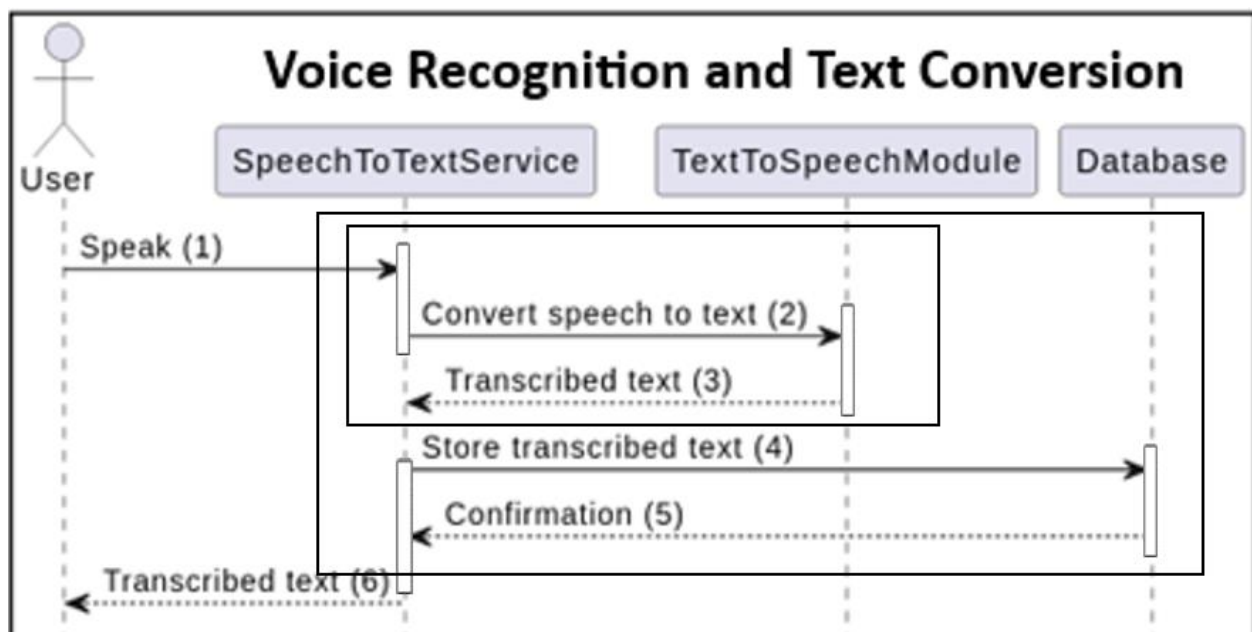 Voice Recognition and Text Conversion
User
SpeechToTextService
TextToSpeechModule
Database
Speak (1)
Convert speech to text (2)
Transcribed text (3)
Store transcribed text (4)
Confirmation (5)
Transcribed text (6)